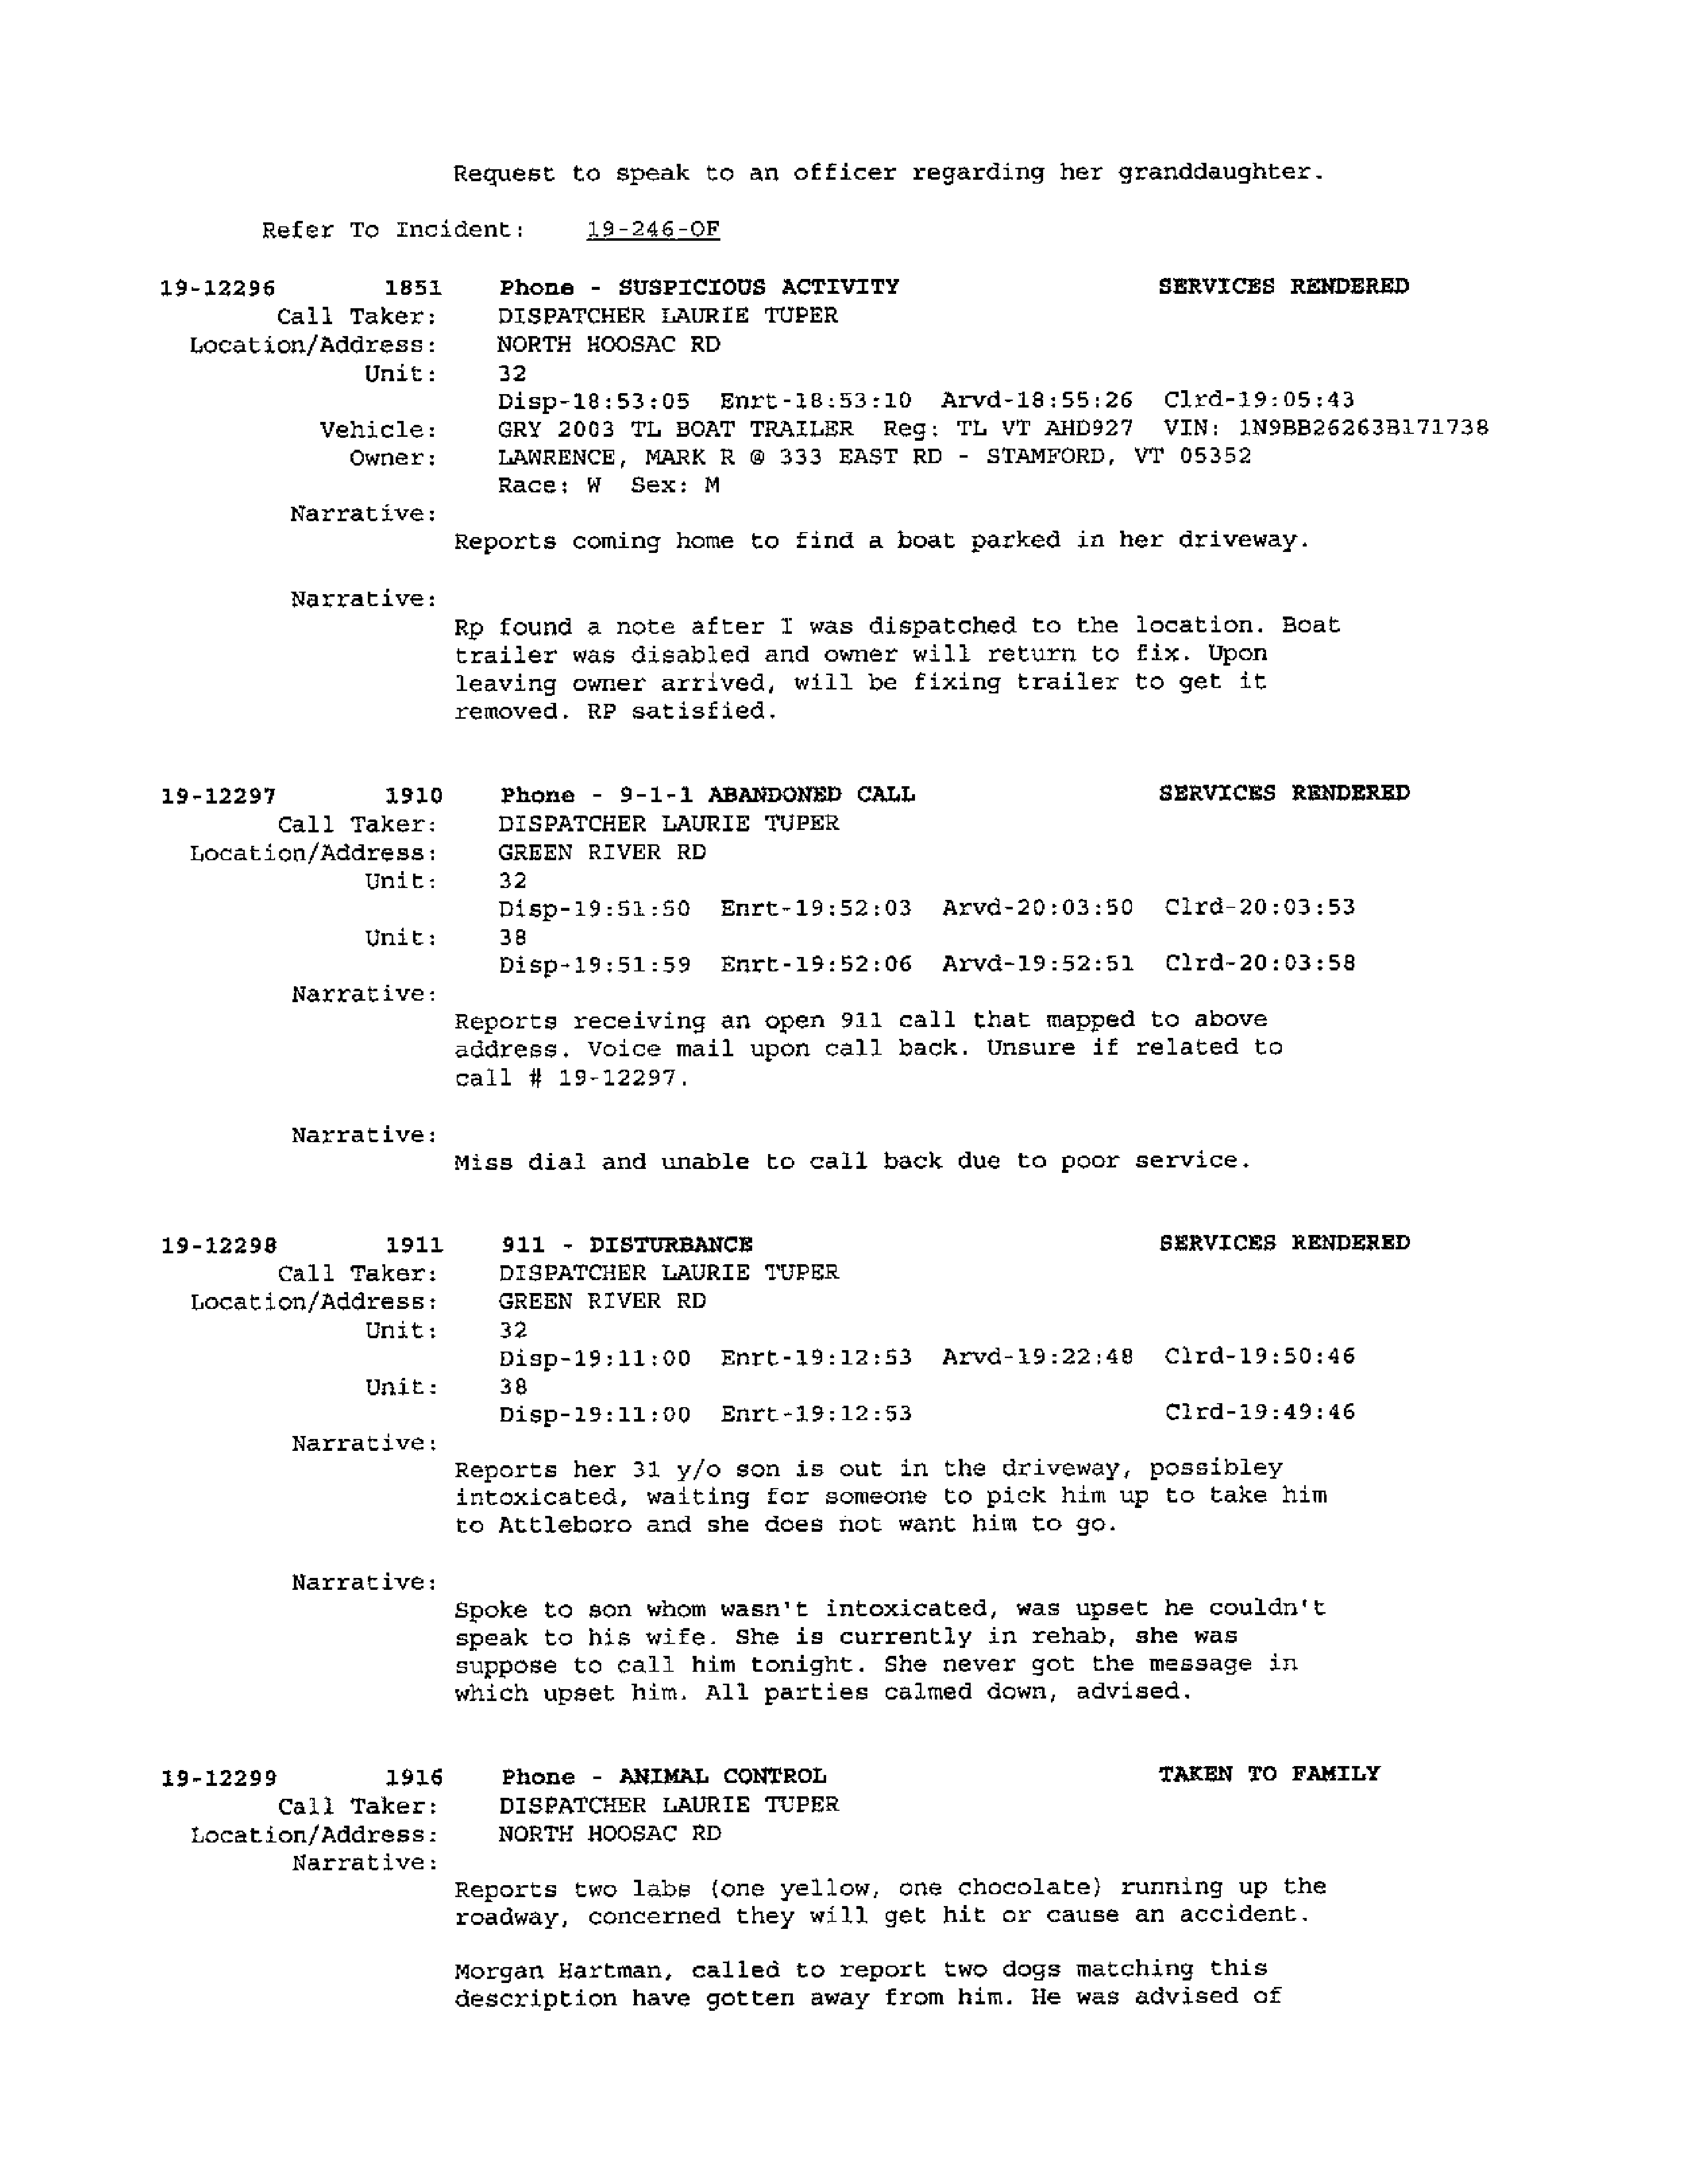 Request to speak to an officer regarding her granddaughter.
Refer To Incident: 19-246-OF
19-12296 1851 Phone - SUSPICIOUS ACTIVITY SERVICES RENDERED
Call Taker: DISPATCHER LAURIE TUPER
Location/Address: NORTH HOOSAC RD
Unit: 32
Disp-18:53:05 Enrt-18:53:10 Arvd-18:55:26 Clrd-19:05:43
Vehicle: GRY 2003 TL BOAT TRAILER Reg: TL VT AHD927 VIN: 1N9BB26263B171738
Owner: LAWRENCE, MARK R @ 333 EAST RD - STAMFORD, VT 05352
Race: W Sex: M
Narrative:
Reports coming home to find a boat parked in her driveway.
Narrative:
Rp found a note after I was dispatched to the location. Boat
trailer was disabled and owner will return to fix. Upon
leaving owner arrived, will be fixing trailer to get it
removed. RP satisfied.
19-12297 1910 Phone - 9-1-1 ABANDONED CALL SERVICES RENDERED
Call Taker: DISPATCHER LAURIE TUPER
Location/Address: GREEN RIVER RD
Unit: 32
Disp-19:51:50 Enrt-19:52:03 Arvd-20:03:50 Clrd-20:03:53
Unit: 38
Disp-19:51:59 Enrt-19:52:06 Arvd-19:52:51 Clrd-20:03:58
Narrative:
Reports receiving an open 911 call that mapped to above
address. Voice mail upon call back. Unsure if related to
call # 19-12297.
Narrative:
Miss dial and unable to call back due to poor service.
19-12298 1911 911 - DISTURBANCE SERVICES RENDERED
Call Taker: DISPATCHER LAURIE TUPER
Location/Address: GREEN RIVER RD
Unit: 32
Disp-19:11:00 Enrt-19:12:53 Arvd-19:22:48 Clrd-19:50:46
Unit: 38
Disp-19:11:00 Enrt-19:12:53 Clrd-19:49:46
Narrative:
Reports her 31 y/o son is out in the driveway, possibley
intoxicated, waiting for someone to pick him up to take him
to Attleboro and she does not want him to go.
Narrative:
Spoke to son whom wasn't intoxicated, was upset he couldn't
speak to his wife. She is currently in rehab, she was
suppose to call him tonight. She never got the message in
which upset him. All parties calmed down, advised.
19-12299 1916 Phone - ANIMAL CONTROL TAKEN TO FAMILY
Call Taker: DISPATCHER LAURIE TUPER
Location/Address: NORTH HOOSAC RD
Narrative:
Reports two labs (one yellow, one chocolate) running up the
roadway, concerned they will get hit or cause an accident.
Morgan Hartman, called to report two dogs matching this
description have gotten away from him. He was advised of